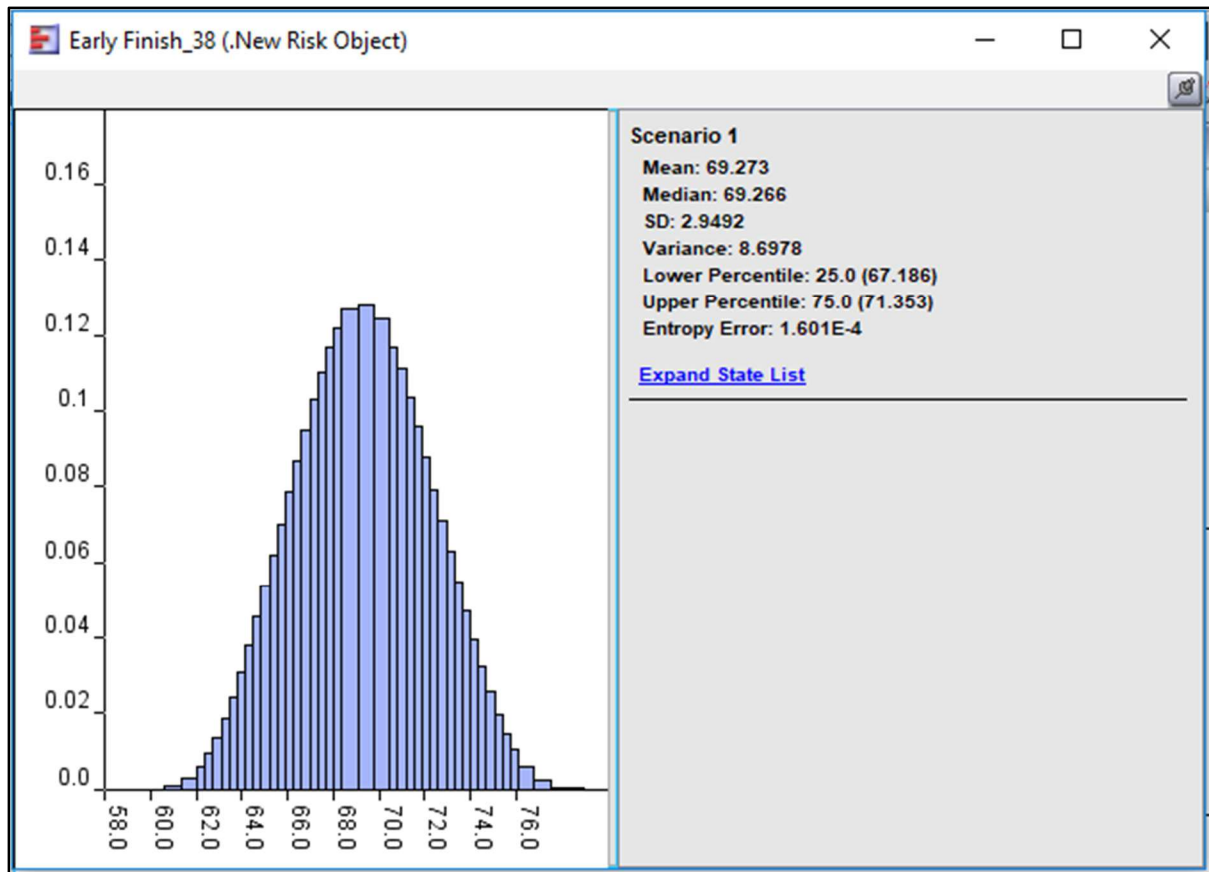 Early Finish_38 (.New Risk Object)
0.16
0.14
0.12
0.1
0.08
0.06
0.04
0.02
0.0
58.0 60.0 62.0 64.0 66.0 68.0 70.0 72.0 74.0 76.0
Scenario 1
Mean: 69.273
Median: 69.266
SD: 2.9492
Variance: 8.6978
Lower Percentile: 25.0 (67.186)
Upper Percentile: 75.0 (71.353)
Entropy Error: 1.601E-4
Expand State List